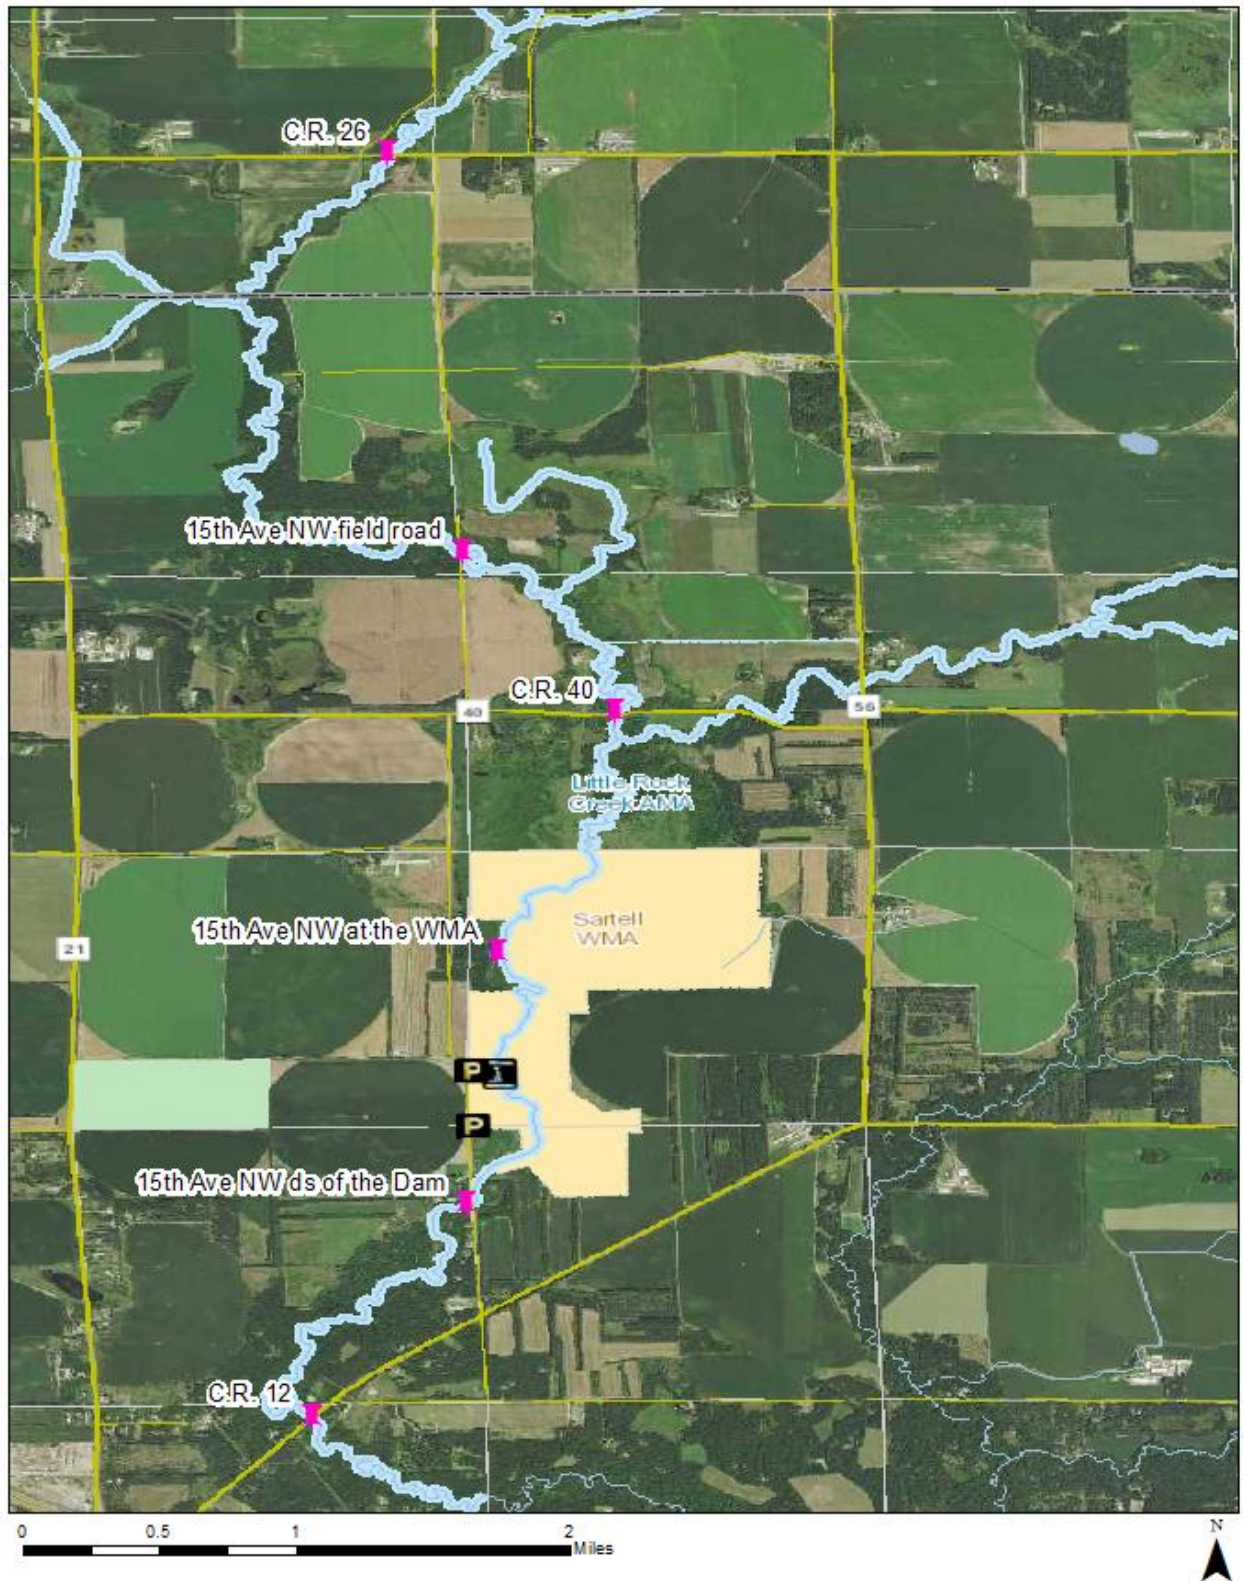 C.R. 26
15th Ave NW-field road
C.R. 40
40
56
Little Rock
Creek AMA
Sartell
WMA
15th Ave NW at the WMA
21
P
P
15th Ave NW ds of the Dam
C.R. 12
0 0.5 1 2
Miles
N